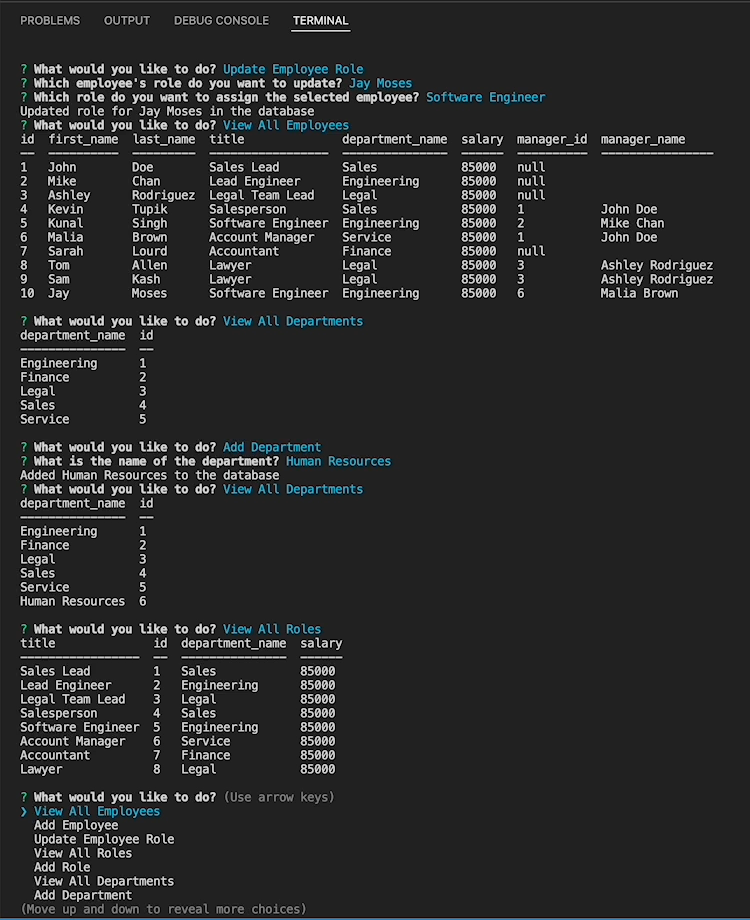 PROBLEMS OUTPUT DEBUG CONSOLE TERMINAL
? What would you like to do? Update Employee Role
? Which employee's role do you want to update? Jay Moses
? Which role do you want to assign the selected employee? Software Engineer
Updated role for Jay Moses in the database
? What would you like to do? View All Employees
id first_name last_name title department_name salary manager_id manager_name
1 John Doe Sales Lead Sales 85000 null
2 Mike Chan Lead Engineer Engineering 85000 null
3 Ashley Rodriguez Legal Team Lead Legal 85000 null
4 Kevin Tupik Salesperson Sales 85000 1 John Doe
5 Kunal Singh Software Engineer Engineering 85000 2 Mike Chan
6 Malia Brown Account Manager Service 85000 1 John Doe
7 Sarah Lourd Accountant Finance 85000 null
8 Tom Allen Lawyer Legal 85000 3 Ashley Rodriguez
9 Sam Kash Lawyer Legal 85000 3 Ashley Rodriguez
10 Jay Moses Software Engineer Engineering 85000 6 Malia Brown
? What would you like to do? View All Departments
department_name id
Engineering 1
Finance 2
Legal 3
Sales 4
Service 5
? What would you like to do? Add Department
? What is the name of the department? Human Resources
Added Human Resources to the database
? What would you like to do? View All Departments
department_name id
Engineering 1
Finance 2
Legal 3
Sales 4
Service 5
Human Resources 6
? What would you like to do? View All Roles
title id department_name salary
Sales Lead 1 Sales 85000
Lead Engineer 2 Engineering 85000
Legal Team Lead 3 Legal 85000
Salesperson 4 Sales 85000
Software Engineer 5 Engineering 85000
Account Manager 6 Service 85000
Accountant 7 Finance 85000
Lawyer 8 Legal 85000
? What would you like to do? (Use arrow keys)
❯ View All Employees
Add Employee
Update Employee Role
View All Roles
Add Role
View All Departments
Add Department
(Move up and down to reveal more choices)